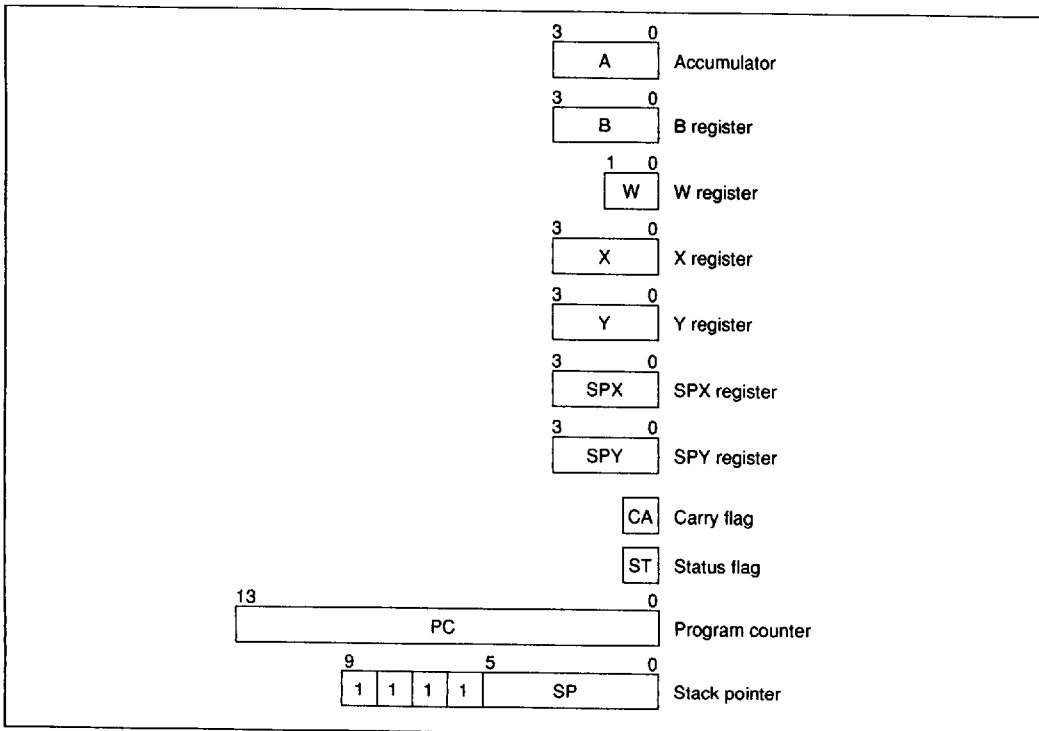 3 0
A Accumulator
3 0
B B register
1 0
W W register
3 0
X X register
3 0
Y Y register
3 0
SPX SPX register
3 0
SPY SPY register
CA Carry flag
ST Status flag
13 0
PC Program counter
9 5 0
1 1 1 1 SP Stack pointer